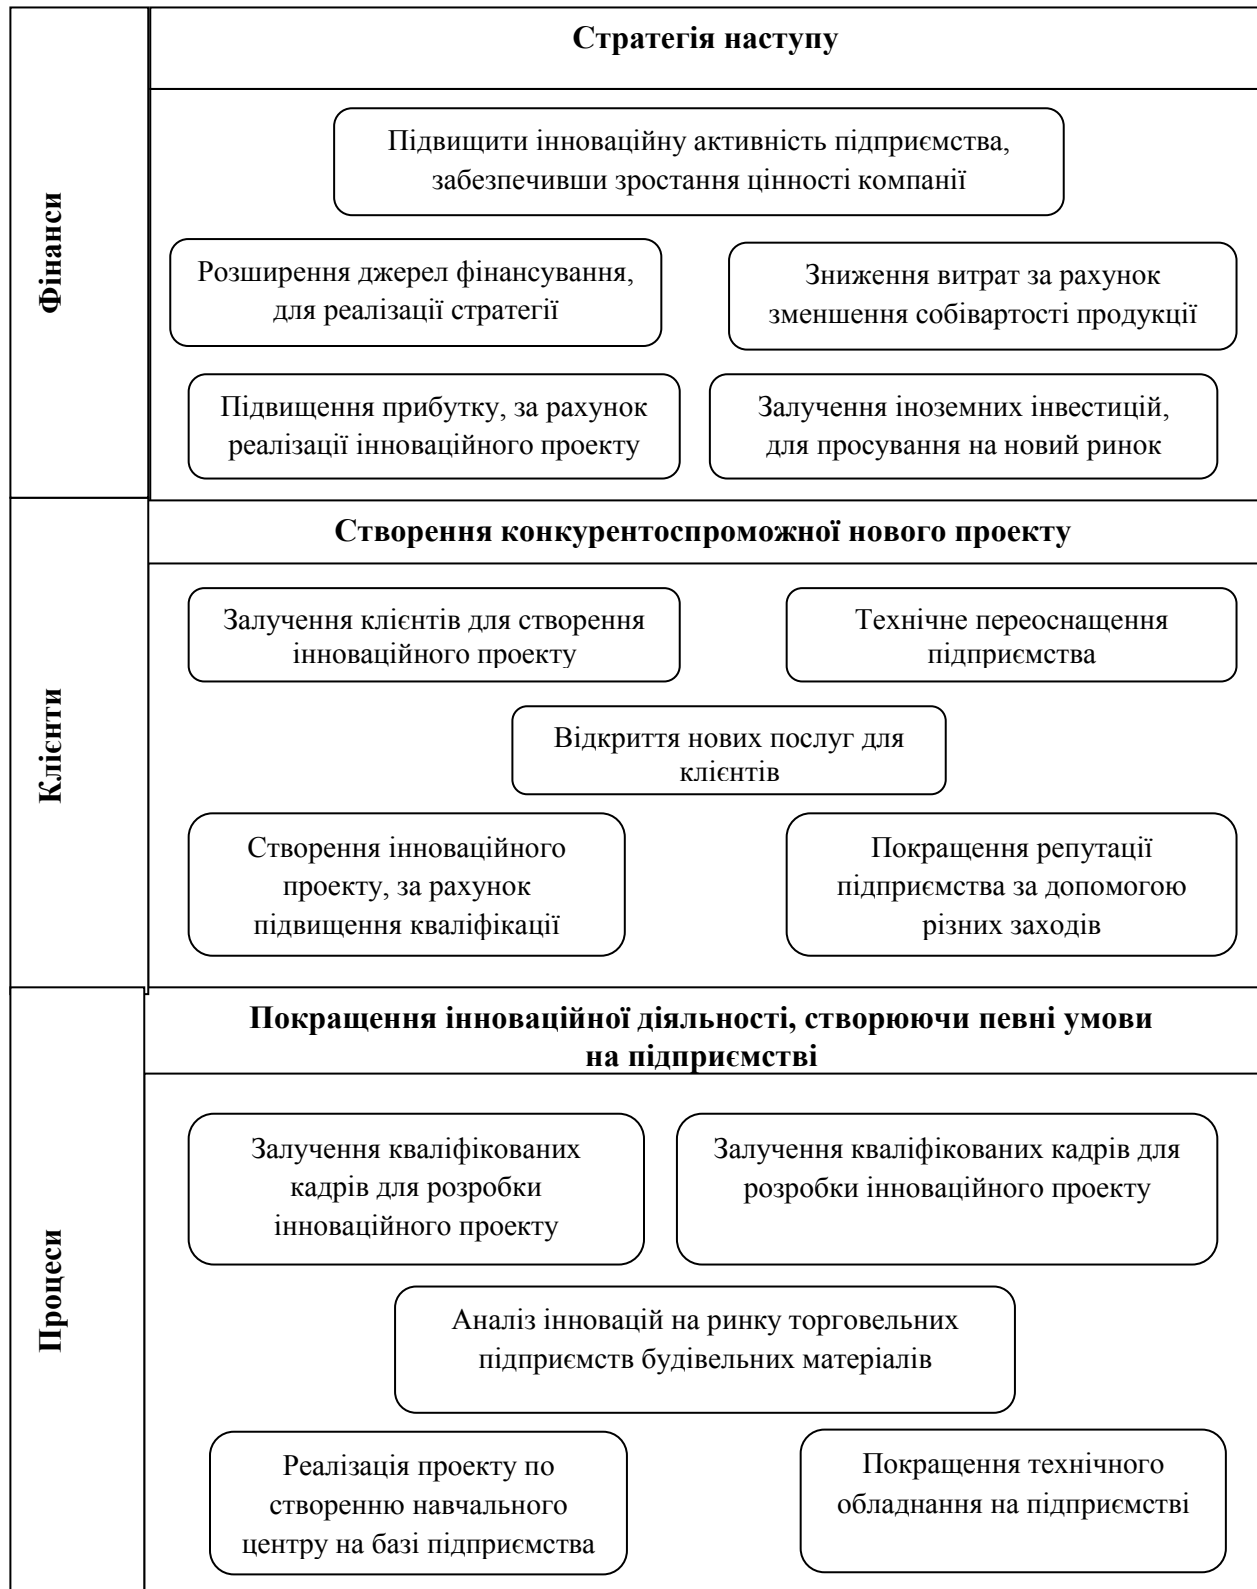 Стратегія наступу
Фінанси
Підвищити інноваційну активність підприємства,
забезпечивши зростання цінності компанії
Розширення джерел фінансування,
для реалізації стратегії
Зниження витрат за рахунок
зменшення собівартості продукції
Підвищення прибутку, за рахунок
реалізації інноваційного проекту
Залучення іноземних інвестицій,
для просування на новий ринок
Створення конкурентоспроможної нового проекту
Клієнти
Залучення клієнтів для створення
інноваційного проекту
Технічне переоснащення
підприємства
Відкриття нових послуг для
клієнтів
Створення інноваційного
проекту, за рахунок
підвищення кваліфікації
Покращення репутації
підприємства за допомогою
різних заходів
Покращення інноваційної діяльності, створюючи певні умови
на підприємстві
Процеси
Залучення кваліфікованих
кадрів для розробки
інноваційного проекту
Залучення кваліфікованих кадрів для
розробки інноваційного проекту
Аналіз інновацій на ринку торговельних
підприємств будівельних матеріалів
Реалізація проекту по
створенню навчального
центру на базі підприємства
Покращення технічного
обладнання на підприємстві